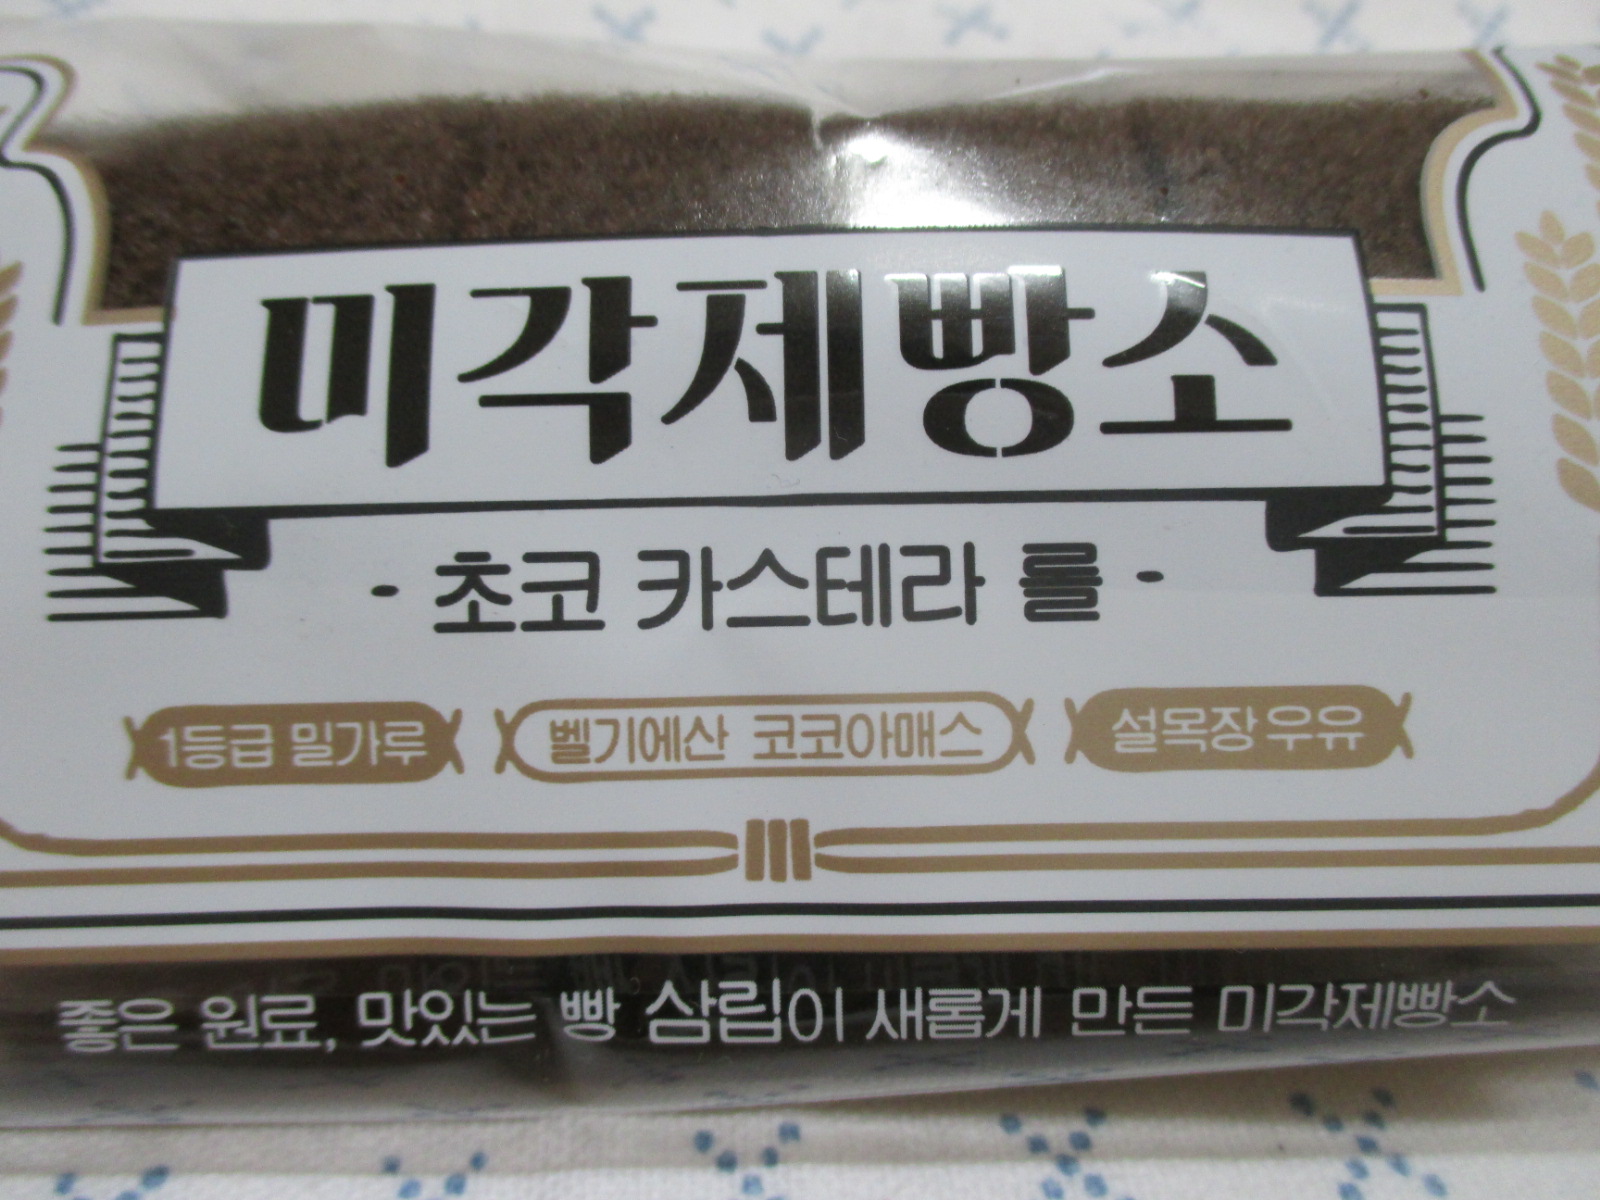 미각제빵소
- 초코 카스테라 롤 -
1등급 밀가루 벨기에산 코코아매스 설목장우유
좋은 원료, 맛있는 빵 삼립이 새롭게 만든 미각제빵소